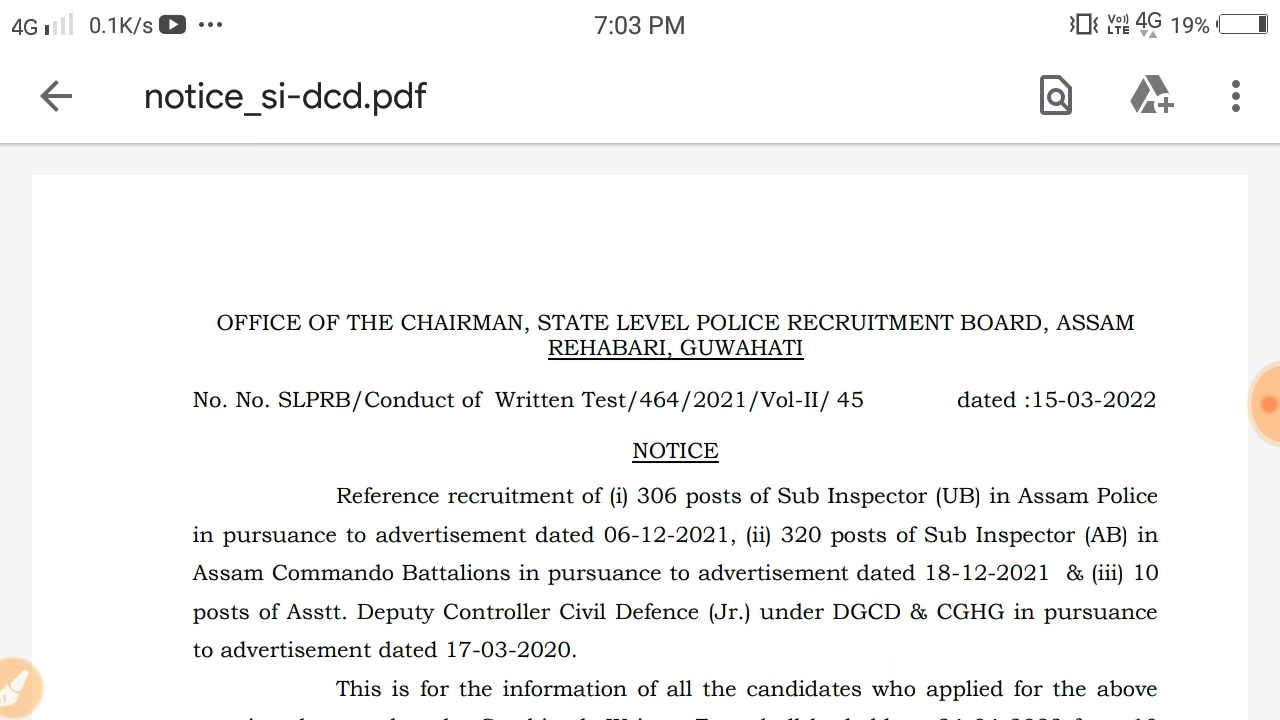 4G 0.1K/s 7:03 PM VoLTE 4G 19%
notice_si-dcd.pdf
OFFICE OF THE CHAIRMAN, STATE LEVEL POLICE RECRUITMENT BOARD, ASSAM
REHABARI, GUWAHATI
No. No. SLPRB/Conduct of Written Test/464/2021/Vol-II/ 45 dated :15-03-2022
NOTICE
Reference recruitment of (i) 306 posts of Sub Inspector (UB) in Assam Police
in pursuance to advertisement dated 06-12-2021, (ii) 320 posts of Sub Inspector (AB) in
Assam Commando Battalions in pursuance to advertisement dated 18-12-2021 & (iii) 10
posts of Asstt. Deputy Controller Civil Defence (Jr.) under DGCD & CGHG in pursuance
to advertisement dated 17-03-2020.
This is for the information of all the candidates who applied for the above